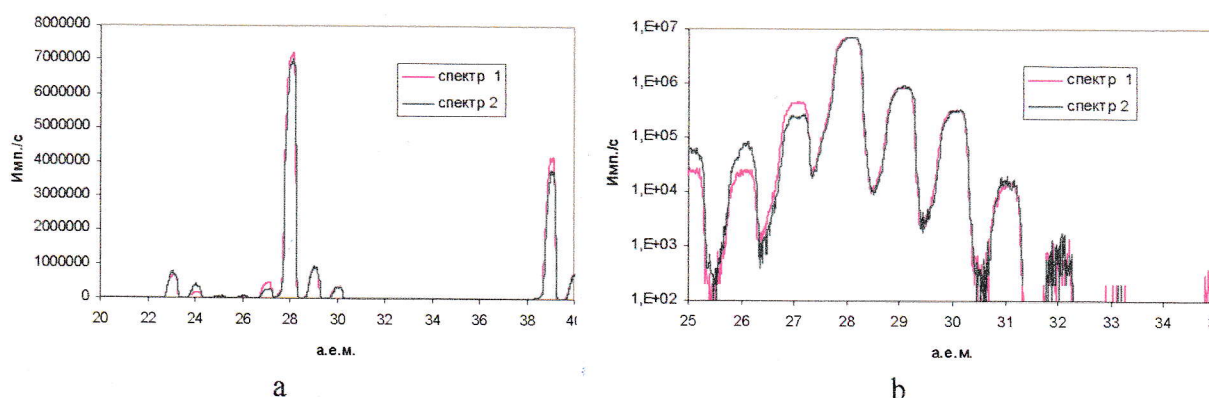 8000000
7000000
6000000
5000000
4000000
3000000
2000000
1000000
0
Имп./с
20 22 24 26 28 30 32 34 36 38 40
а.е.м.
спектр 1
спектр 2
a
1,E+07
1,E+06
1,E+05
1,E+04
1,E+03
1,E+02
Имп./с
25 26 27 28 29 30 31 32 33 34
а.е.м.
спектр 1
спектр 2
b